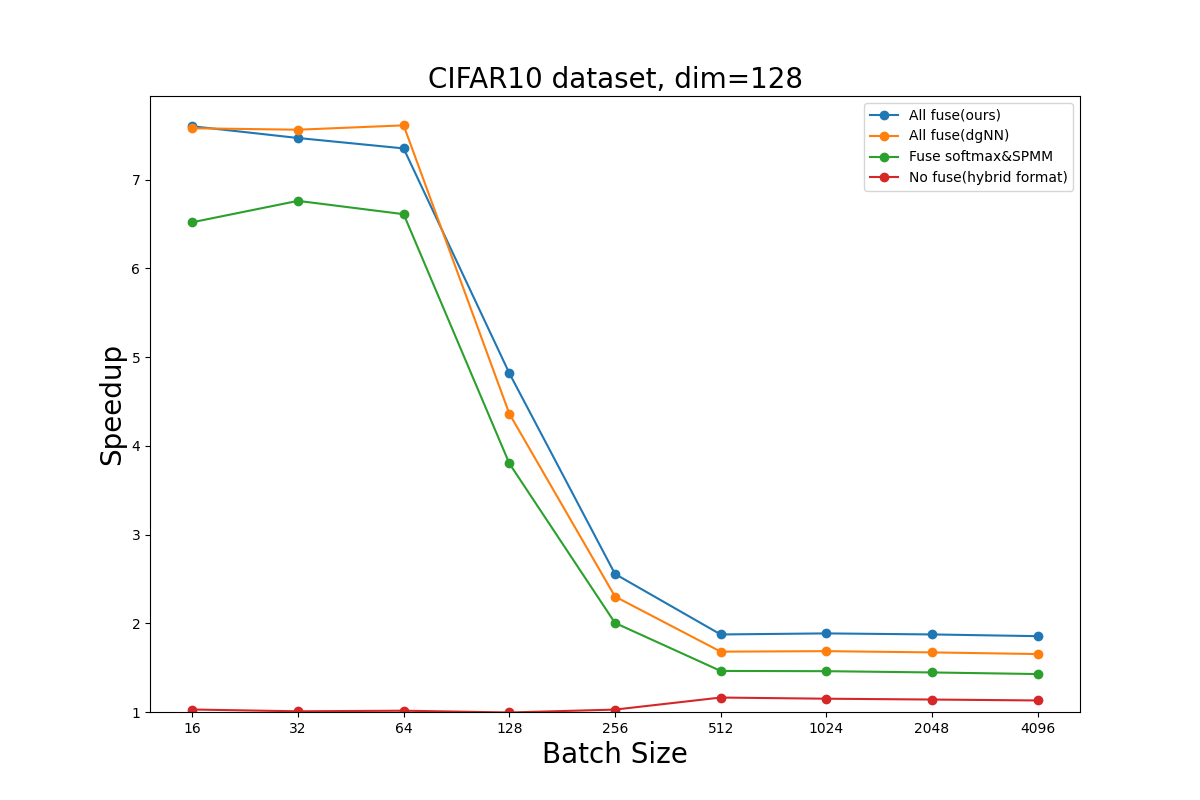 CIFAR10 dataset, dim=128
All fuse(ours)
All fuse(dgNN)
Fuse softmax&SPMM
No fuse(hybrid format)
Speedup
7
6
5
4
3
2
1
16 32 64 128 256 512 1024 2048 4096
Batch Size